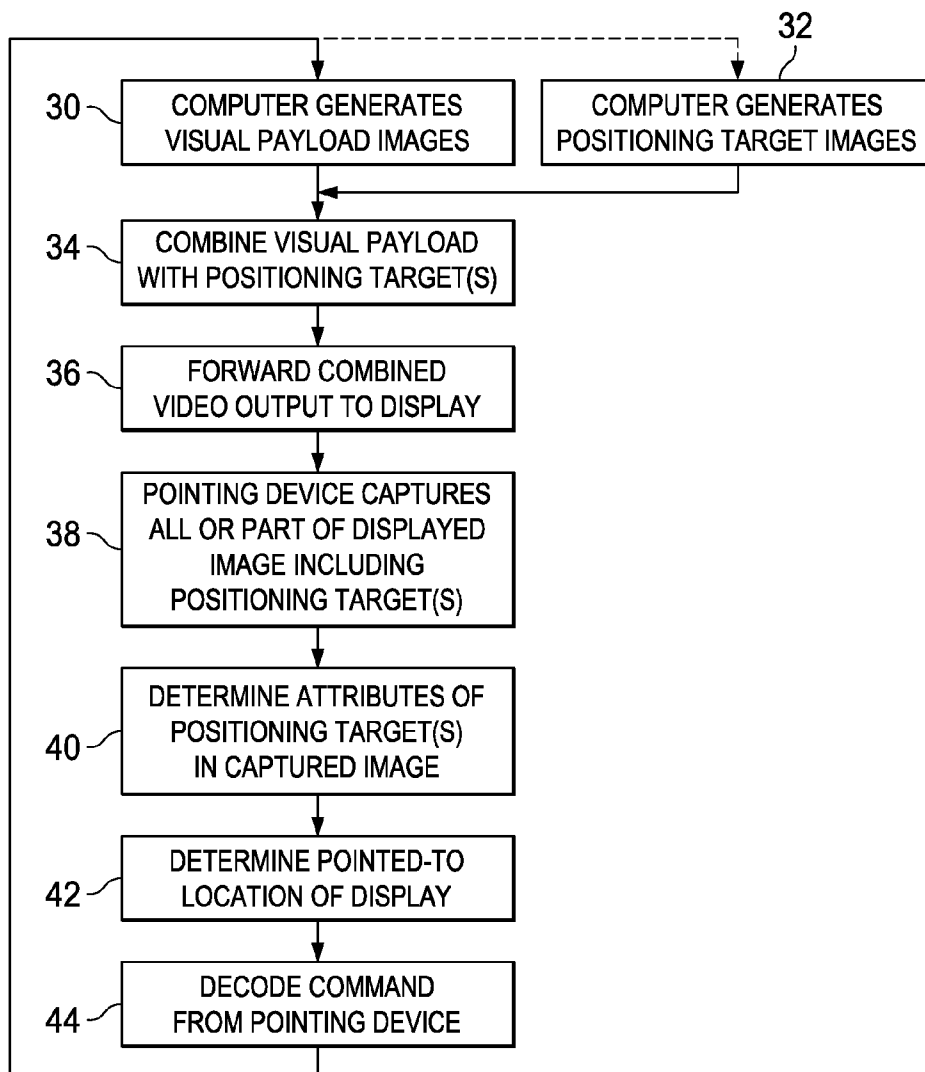 32
30
COMPUTER GENERATES
VISUAL PAYLOAD IMAGES
COMPUTER GENERATES
POSITIONING TARGET IMAGES
34
COMBINE VISUAL PAYLOAD
WITH POSITIONING TARGET(S)
36
FORWARD COMBINED
VIDEO OUTPUT TO DISPLAY
38
POINTING DEVICE CAPTURES
ALL OR PART OF DISPLAYED
IMAGE INCLUDING
POSITIONING TARGET(S)
40
DETERMINE ATTRIBUTES OF
POSITIONING TARGET(S)
IN CAPTURED IMAGE
42
DETERMINE POINTED-TO
LOCATION OF DISPLAY
44
DECODE COMMAND
FROM POINTING DEVICE